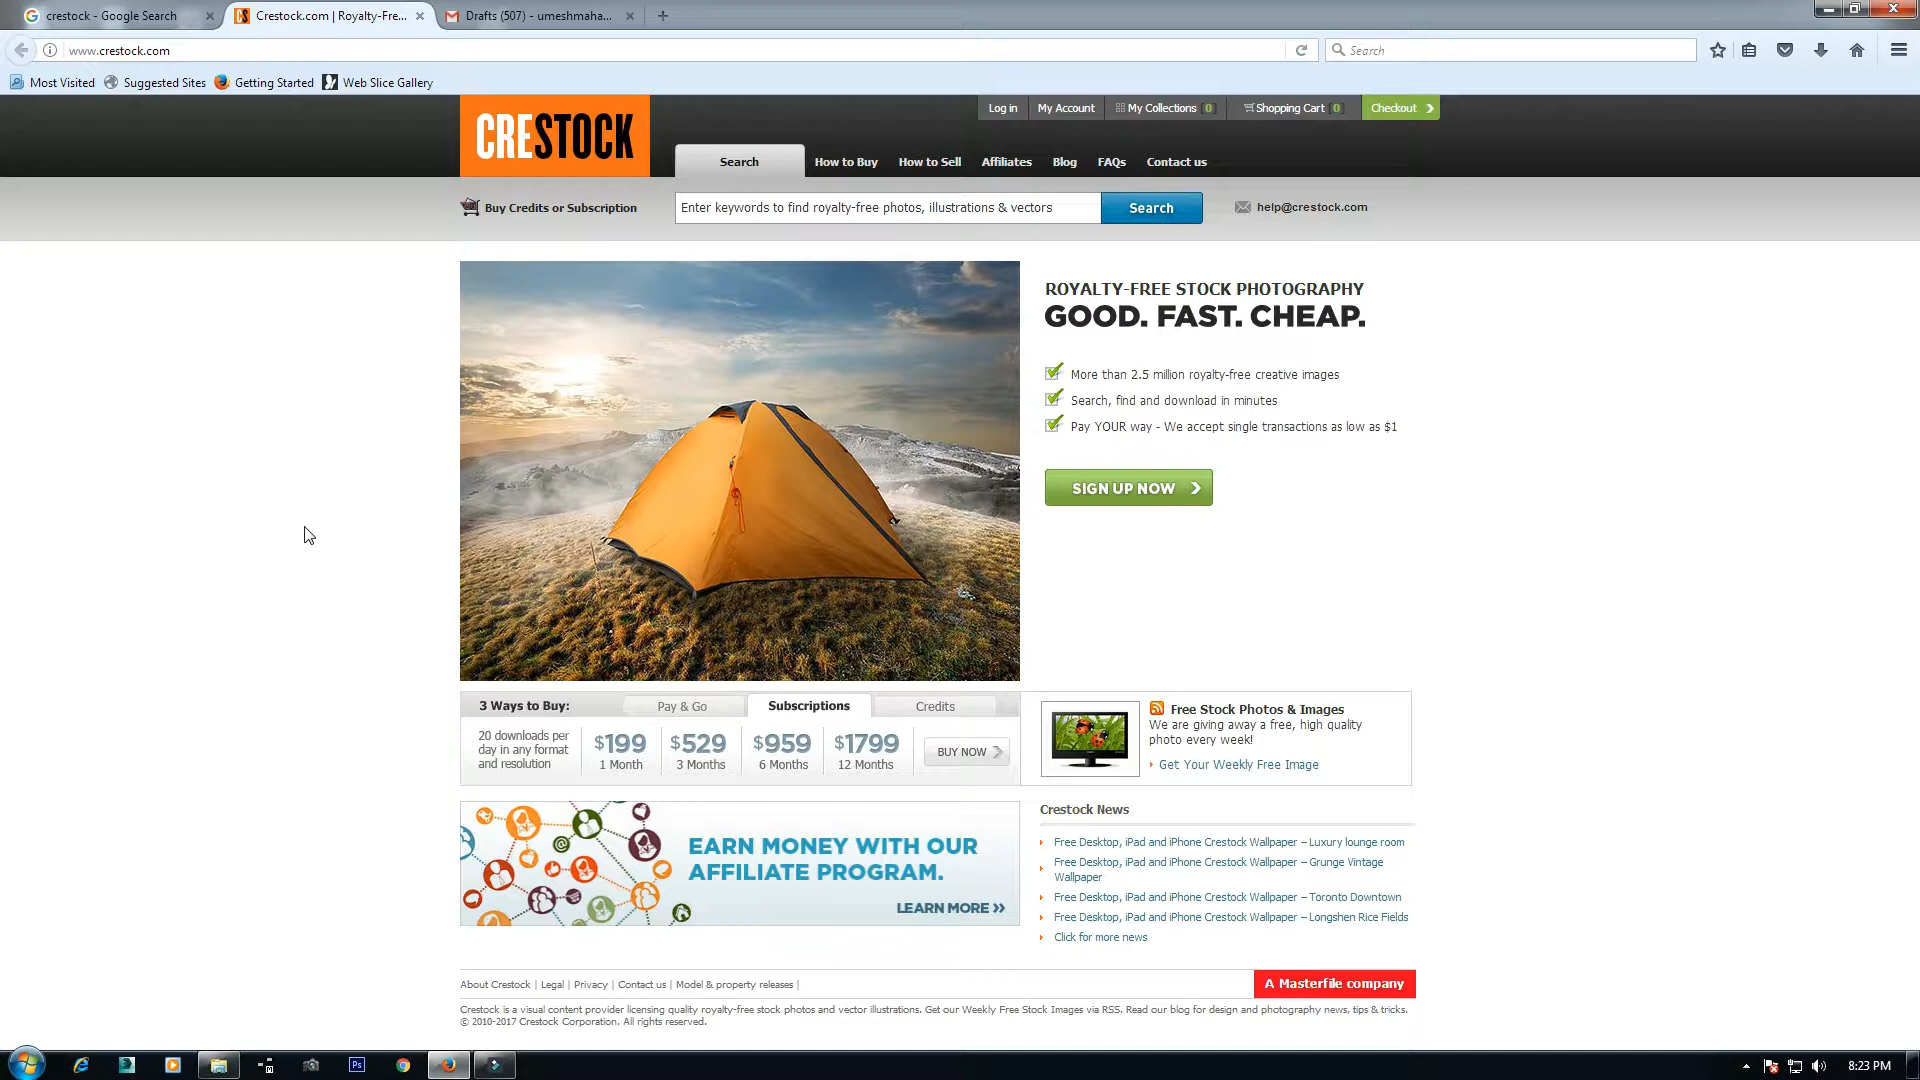 crestock - Google Search
Crestock.com | Royalty-Fre...
Drafts (507) - umeshmaha...
www.crestock.com
Search
Most Visited
Suggested Sites
Getting Started
Web Slice Gallery
CRESTOCK
Log in
My Account
My Collections 0
Shopping Cart 0
Checkout
Search
How to Buy
How to Sell
Affiliates
Blog
FAQs
Contact us
Buy Credits or Subscription
Enter keywords to find royalty-free photos, illustrations & vectors
Search
help@crestock.com
ROYALTY-FREE STOCK PHOTOGRAPHY
GOOD. FAST. CHEAP.
More than 2.5 million royalty-free creative images
Search, find and download in minutes
Pay YOUR way - We accept single transactions as low as $1
SIGN UP NOW
3 Ways to Buy:
Pay & Go
Subscriptions
Credits
20 downloads per
day in any format
and resolution
$199
1 Month
$529
3 Months
$959
6 Months
$1799
12 Months
BUY NOW
Free Stock Photos & Images
We are giving away a free, high quality
photo every week!
Get Your Weekly Free Image
EARN MONEY WITH OUR
AFFILIATE PROGRAM.
LEARN MORE >>
Crestock News
Free Desktop, iPad and iPhone Crestock Wallpaper – Luxury lounge room
Free Desktop, iPad and iPhone Crestock Wallpaper – Grunge Vintage
Wallpaper
Free Desktop, iPad and iPhone Crestock Wallpaper – Toronto Downtown
Free Desktop, iPad and iPhone Crestock Wallpaper – Longshen Rice Fields
Click for more news
About Crestock | Legal | Privacy | Contact us | Model & property releases |
A Masterfile company
Crestock is a visual content provider licensing quality royalty-free stock photos and vector illustrations. Get our Weekly Free Stock Images via RSS. Read our blog for design and photography news, tips & tricks.
© 2010-2017 Crestock Corporation. All rights reserved.
Ps
8:23 PM